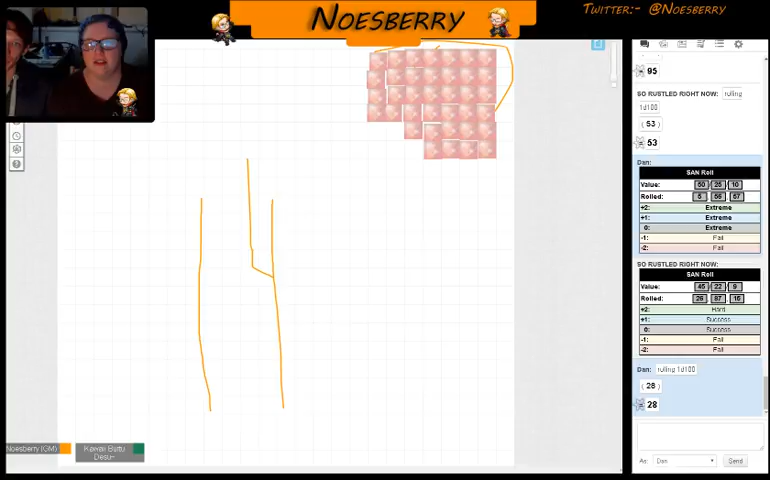 NOESBERRY
TWITTER:- @NOESBERRY
95
SO RUSTLED RIGHT NOW: rolling
1d100
( 53 )
53
Dan:
SAN Roll
Value: 50 25 10
Rolled:
+2: Extreme
+1: Extreme
0: Extreme
-1: Fail
-2: Fail
SO RUSTLED RIGHT NOW:
SAN Roll
Value: 45 22 9
Rolled: 26 87 16
+2: Hard
+1: Success
0: Success
-1: Fail
-2: Fail
Dan: rolling 1d100
( 28 )
28
Noesberry (GM)
Kawaii Buttu
Desu~
As: Dan Send